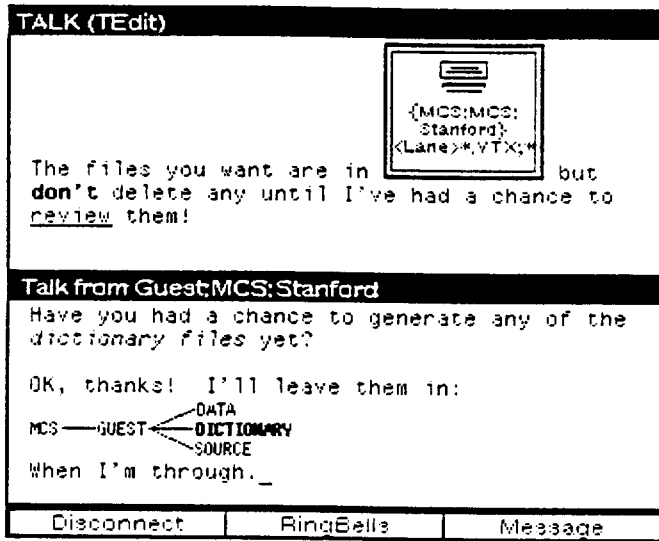 TALK (TEdit)
{MCS:MCS:
Stanford}
<Lane>*.VTX;*
The files you want are in but
don't delete any until I've had a chance to
review them!
Talk from Guest:MCS:Stanford
Have you had a chance to generate any of the
dictionary files yet?
OK, thanks! I'll leave them in:
DATA
MCS GUEST DICTIONARY
SOURCE
When I'm through._
Disconnect RingBells Message